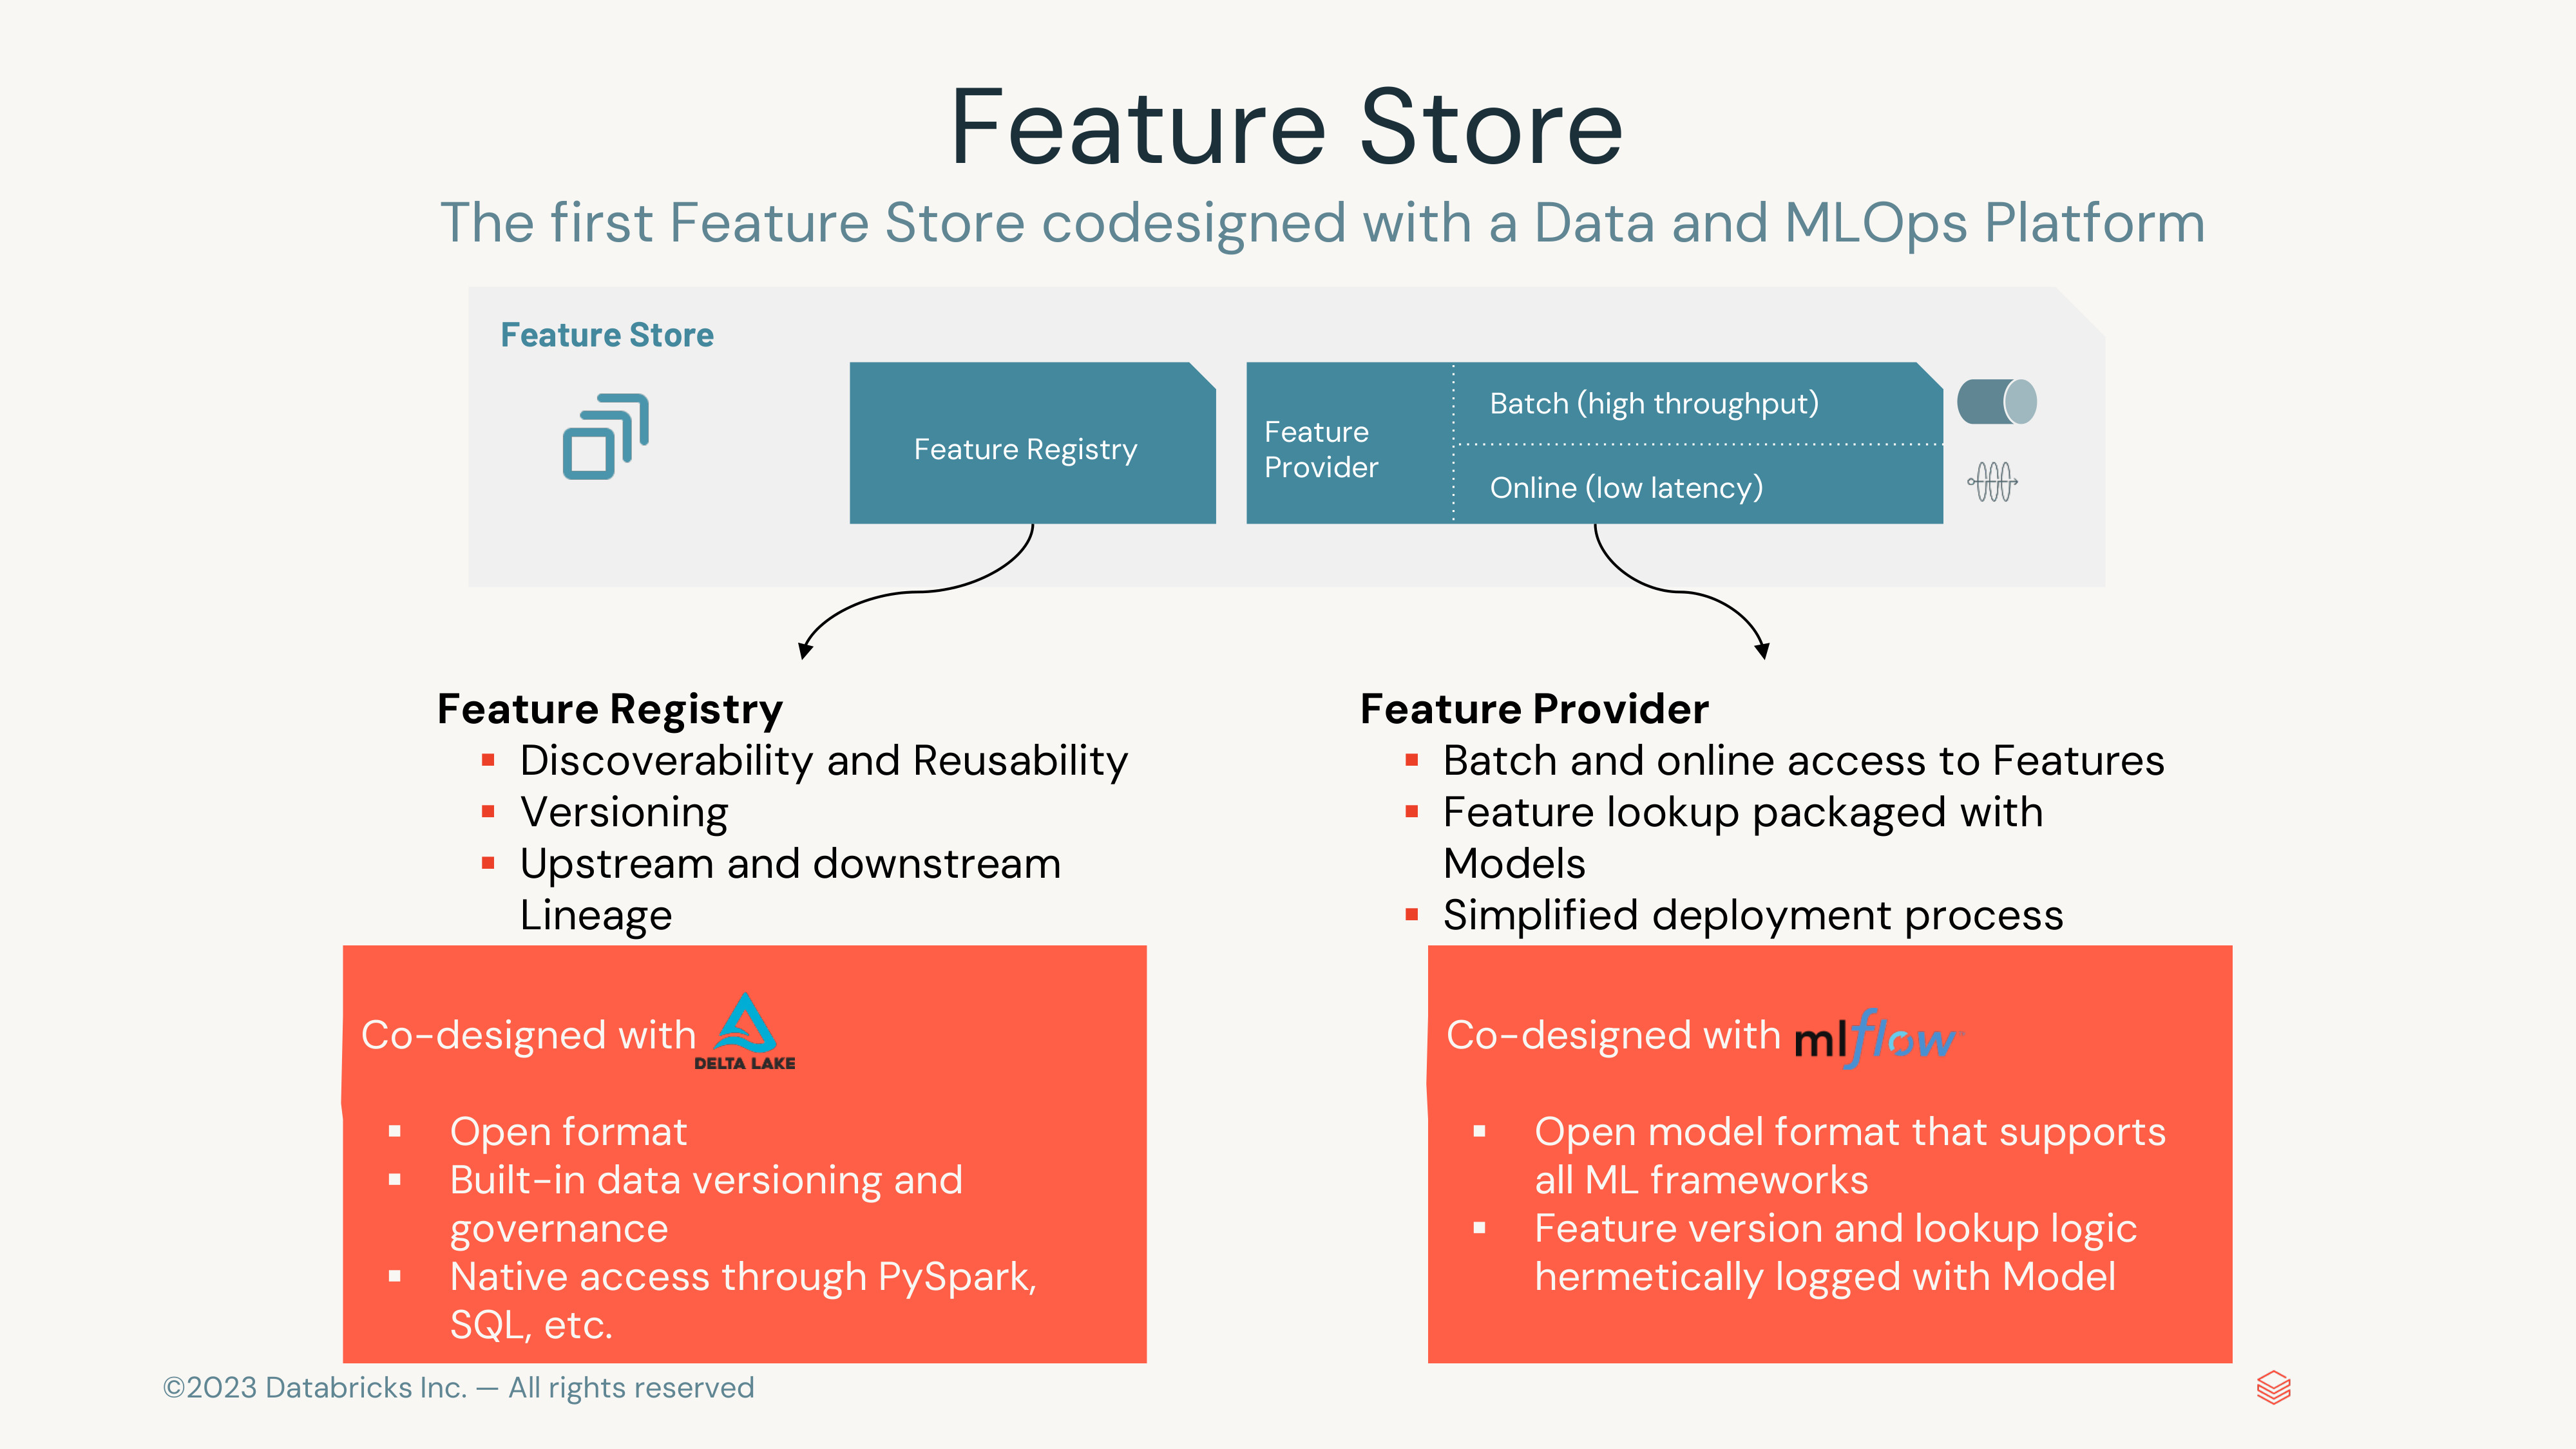 Feature Store
The first Feature Store codesigned with a Data and MLOps Platform
Feature Store
Feature Registry
Feature
Provider
Batch (high throughput)
Online (low latency)
Feature Registry
Discoverability and Reusability
Versioning
Upstream and downstream
Lineage
Feature Provider
Batch and online access to Features
Feature lookup packaged with
Models
Simplified deployment process
Co-designed with
DELTA LAKE
Open format
Built-in data versioning and
governance
Native access through PySpark,
SQL, etc.
Co-designed with mlflow
Open model format that supports
all ML frameworks
Feature version and lookup logic
hermetically logged with Model
©2023 Databricks Inc. — All rights reserved